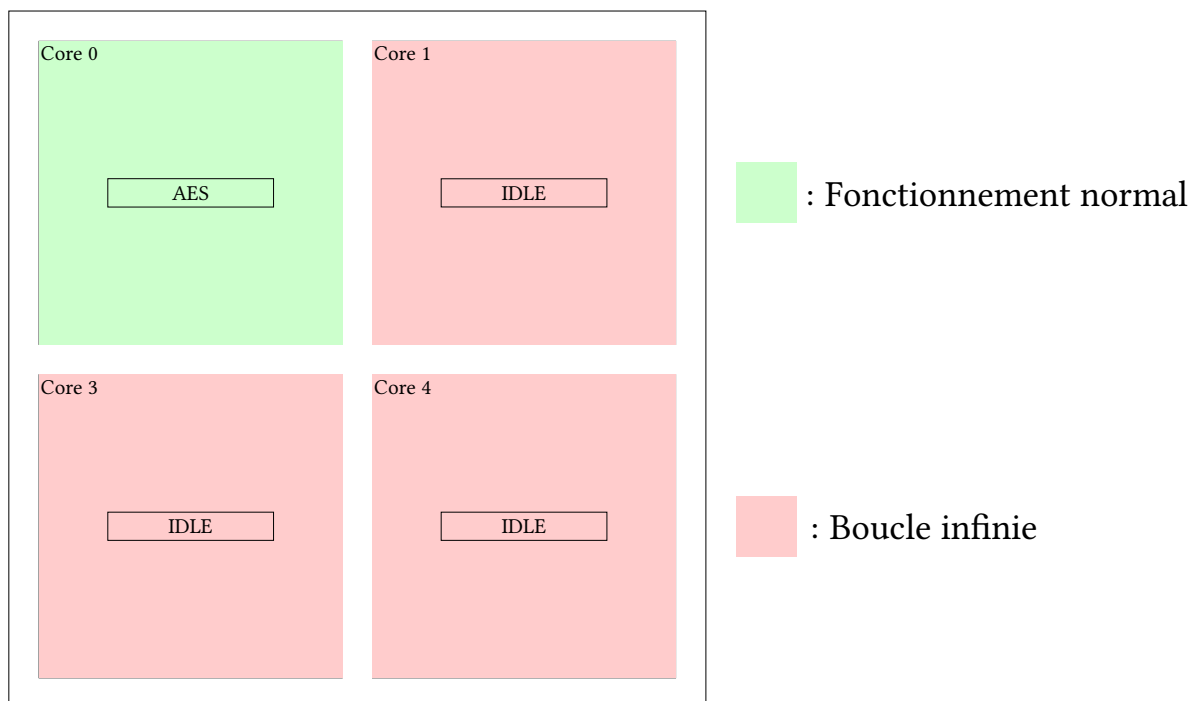 Core 0
Core 1
AES
IDLE
: Fonctionnement normal
Core 3
Core 4
IDLE
IDLE
: Boucle infinie